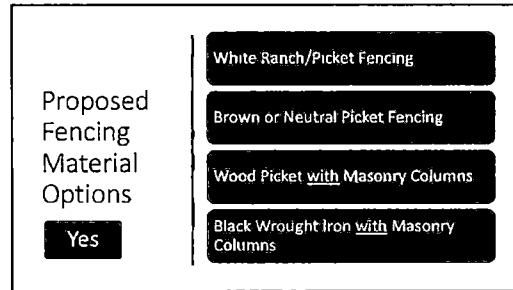 Proposed
Fencing
Material
Options
Yes
White Ranch/Picket Fencing
Brown or Neutral Picket Fencing
Wood Picket with Masonry Columns
Black Wrought Iron with Masonry
Columns